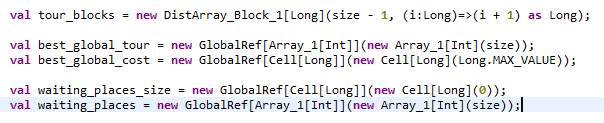 val tour_blocks = new DistArray_Block_1[Long](size - 1, (i:Long)=>(i + 1) as Long);
val best_global_tour = new GlobalRef[Array_1[Int]](new Array_1[Int](size));
val best_global_cost = new GlobalRef[Cell[Long]](new Cell[Long](Long.MAX_VALUE));
val waiting_places_size = new GlobalRef[Cell[Long]](new Cell[Long](0));
val waiting_places = new GlobalRef[Array_1[Int]](new Array_1[Int](size));